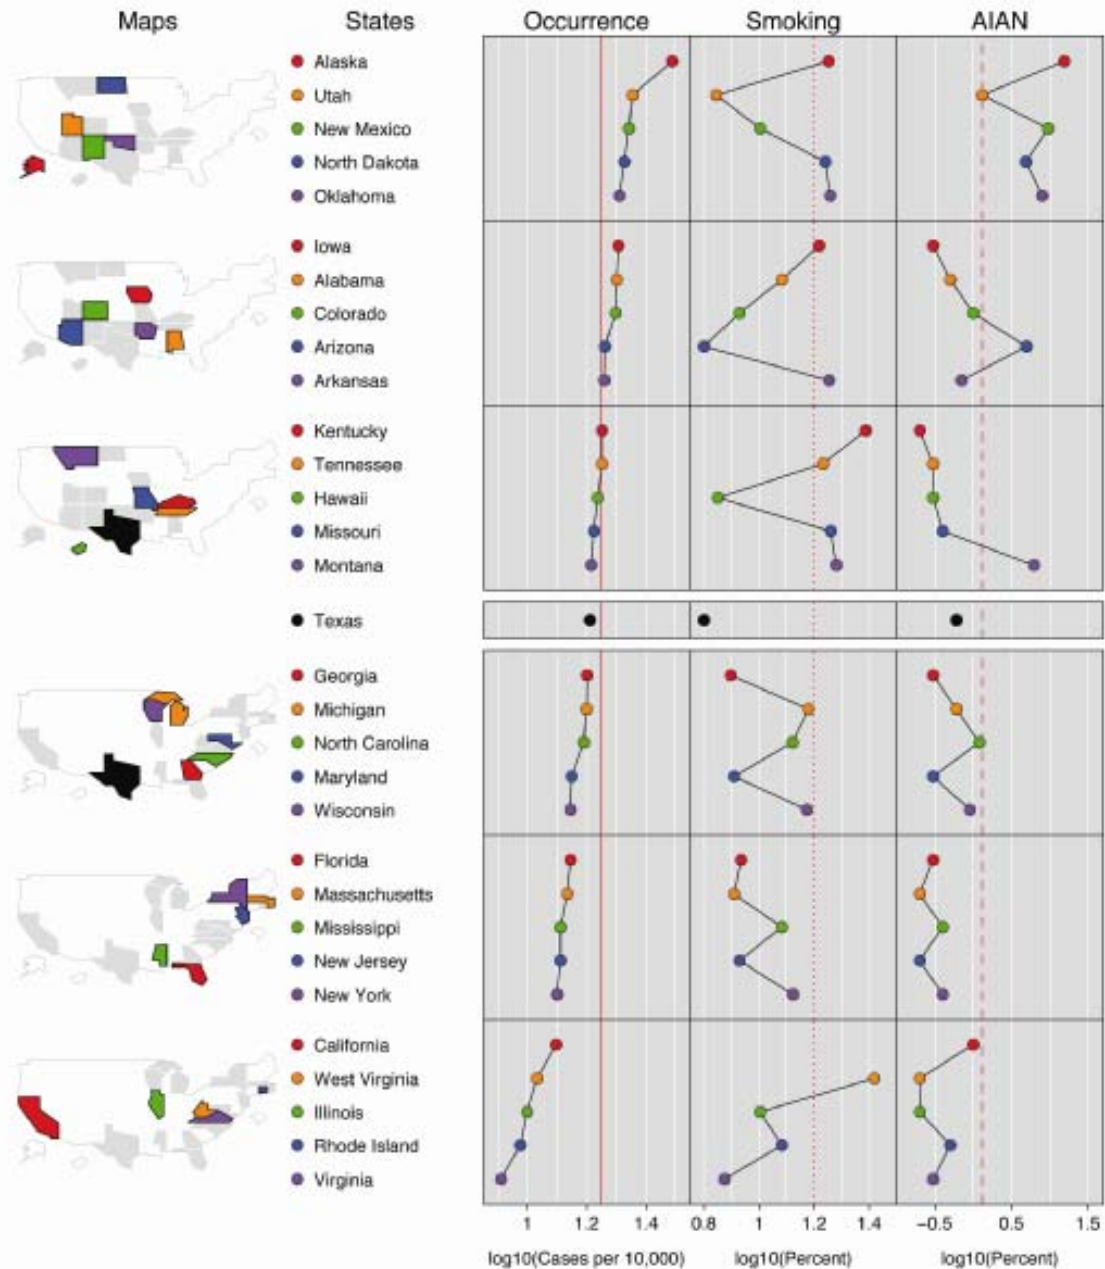 Maps States Occurrence Smoking AIAN
Alaska
Utah
New Mexico
North Dakota
Oklahoma
Iowa
Alabama
Colorado
Arizona
Arkansas
Kentucky
Tennessee
Hawaii
Missouri
Montana
Texas
Georgia
Michigan
North Carolina
Maryland
Wisconsin
Florida
Massachusetts
Mississippi
New Jersey
New York
California
West Virginia
Illinois
Rhode Island
Virginia
1 1.2 1.4 0.8 1 1.2 1.4 −0.5 0.5 1.5
log10(Cases per 10,000) log10(Percent) log10(Percent)